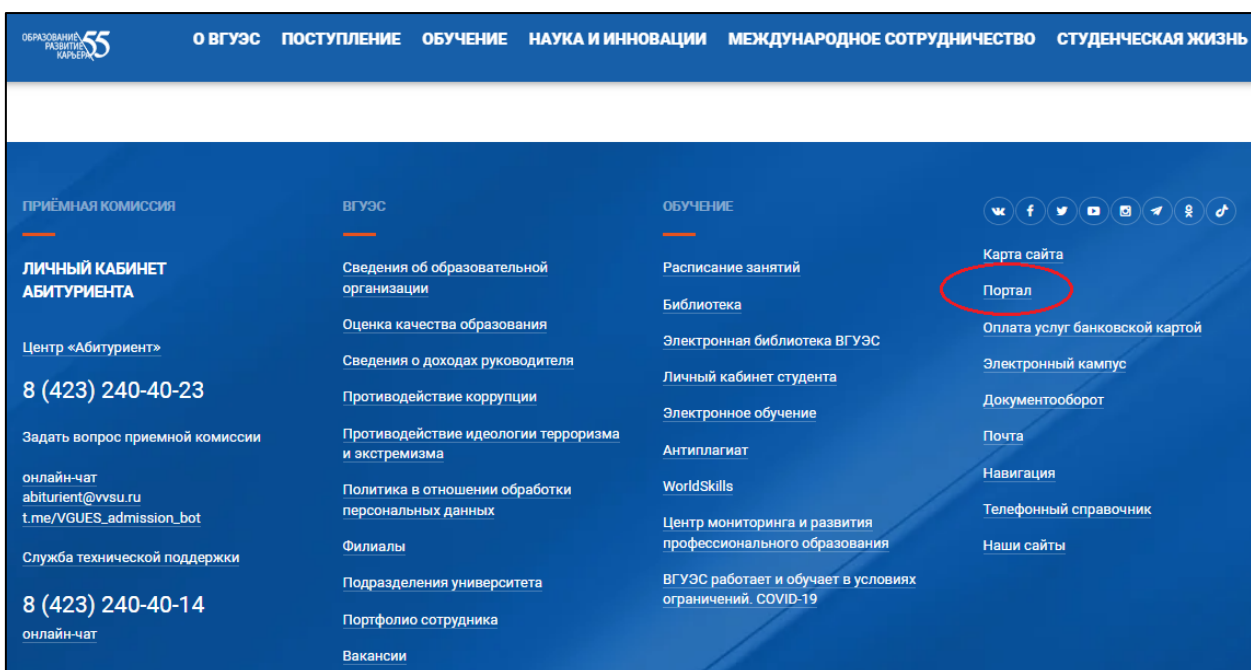 ОБРАЗОВАНИЕ
РАЗВИТИЕ
КАРЬЕРА
55
О ВГУЭС ПОСТУПЛЕНИЕ ОБУЧЕНИЕ НАУКА И ИННОВАЦИИ МЕЖДУНАРОДНОЕ СОТРУДНИЧЕСТВО СТУДЕНЧЕСКАЯ ЖИЗНЬ
ПРИЁМНАЯ КОМИССИЯ
ЛИЧНЫЙ КАБИНЕТ
АБИТУРИЕНТА
Центр «Абитуриент»
8 (423) 240-40-23
Задать вопрос приемной комиссии
онлайн-чат
abiturient@vvsu.ru
t.me/VGUES_admission_bot
Служба технической поддержки
8 (423) 240-40-14
онлайн-чат
ВГУЭС
Сведения об образовательной
организации
Оценка качества образования
Сведения о доходах руководителя
Противодействие коррупции
Противодействие идеологии терроризма
и экстремизма
Политика в отношении обработки
персональных данных
Филиалы
Подразделения университета
Портфолио сотрудника
Вакансии
ОБУЧЕНИЕ
Расписание занятий
Библиотека
Электронная библиотека ВГУЭС
Личный кабинет студента
Электронное обучение
Антиплагиат
WorldSkills
Центр мониторинга и развития
профессионального образования
ВГУЭС работает и обучает в условиях
ограничений. COVID-19
Карта сайта
Портал
Оплата услуг банковской картой
Электронный кампус
Документооборот
Почта
Навигация
Телефонный справочник
Наши сайты